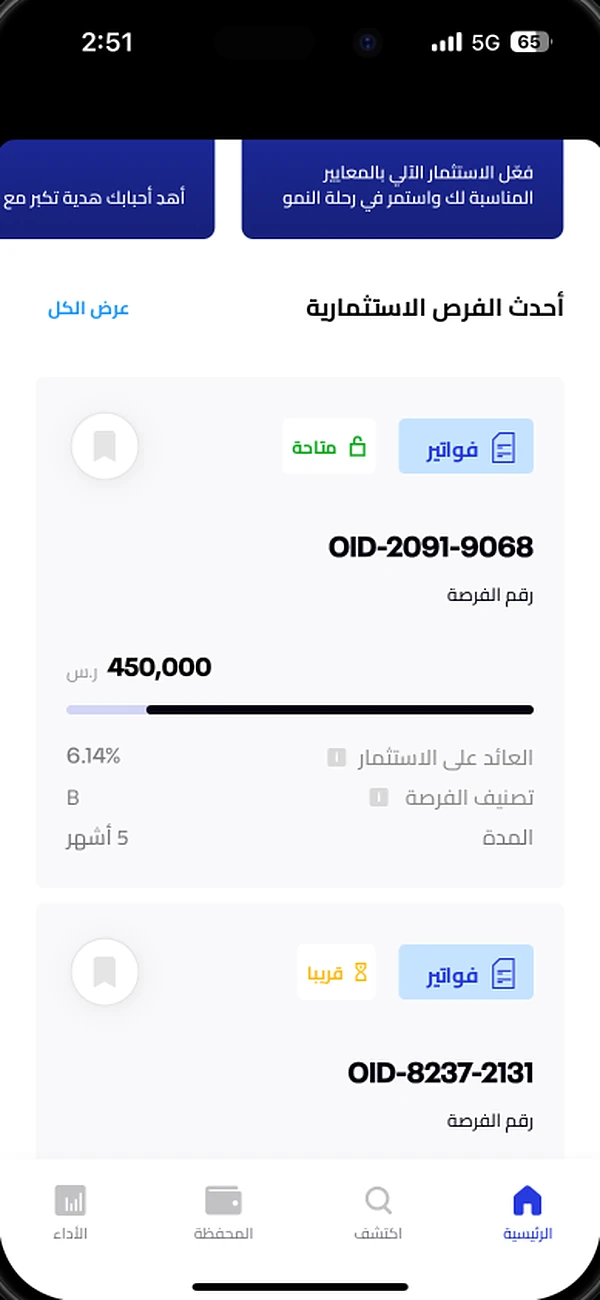 2:51
5G
65
فعّل الاستثمار الآلي بالمعايير
المناسبة لك واستمر في رحلة النمو
أهد أحبابك هدية تكبر مع
أحدث الفرص الاستثمارية
عرض الكل
فواتير
متاحة
OID-2091-9068
رقم الفرصة
450,000 ر.س
العائد على الاستثمار 6.14%
تصنيف الفرصة B
المدة 5 أشهر
فواتير
قريبا
OID-8237-2131
رقم الفرصة
الرئيسية
اكتشف
المحفظة
الأداء